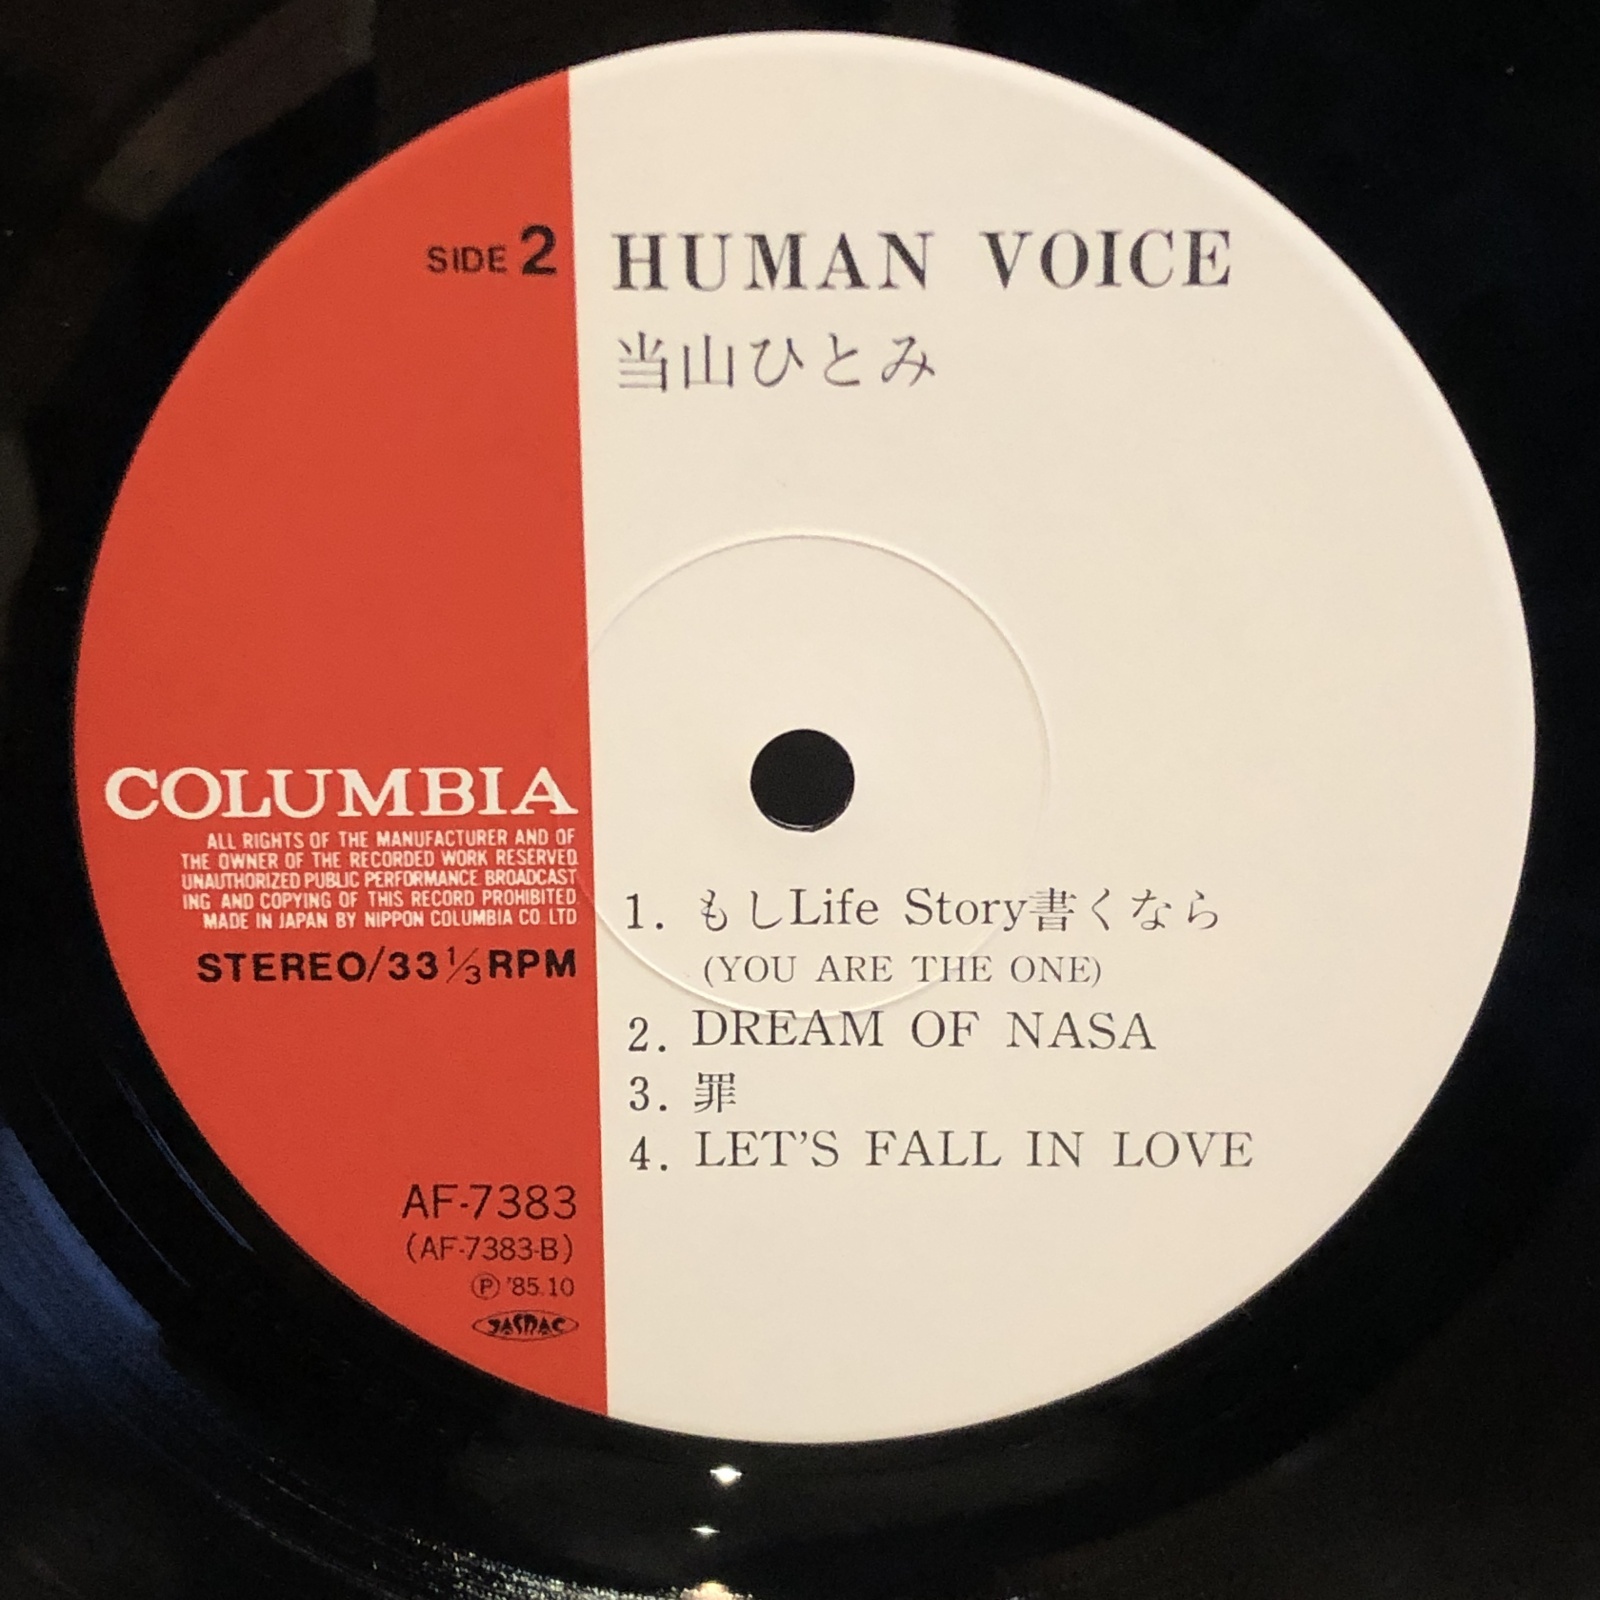 SIDE 2
HUMAN VOICE
当山ひとみ
COLUMBIA
ALL RIGHTS OF THE MANUFACTURER AND OF
THE OWNER OF THE RECORDED WORK RESERVED.
UNAUTHORIZED PUBLIC PERFORMANCE BROADCAST
ING AND COPYING OF THIS RECORD PROHIBITED.
MADE IN JAPAN BY NIPPON COLUMBIA CO. LTD
STEREO/33⅓RPM
1. もしLife Story書くなら
(YOU ARE THE ONE)
2. DREAM OF NASA
3. 罪
4. LET'S FALL IN LOVE
AF-7383
(AF-7383-B)
Ⓟ '85.10
JASRAC